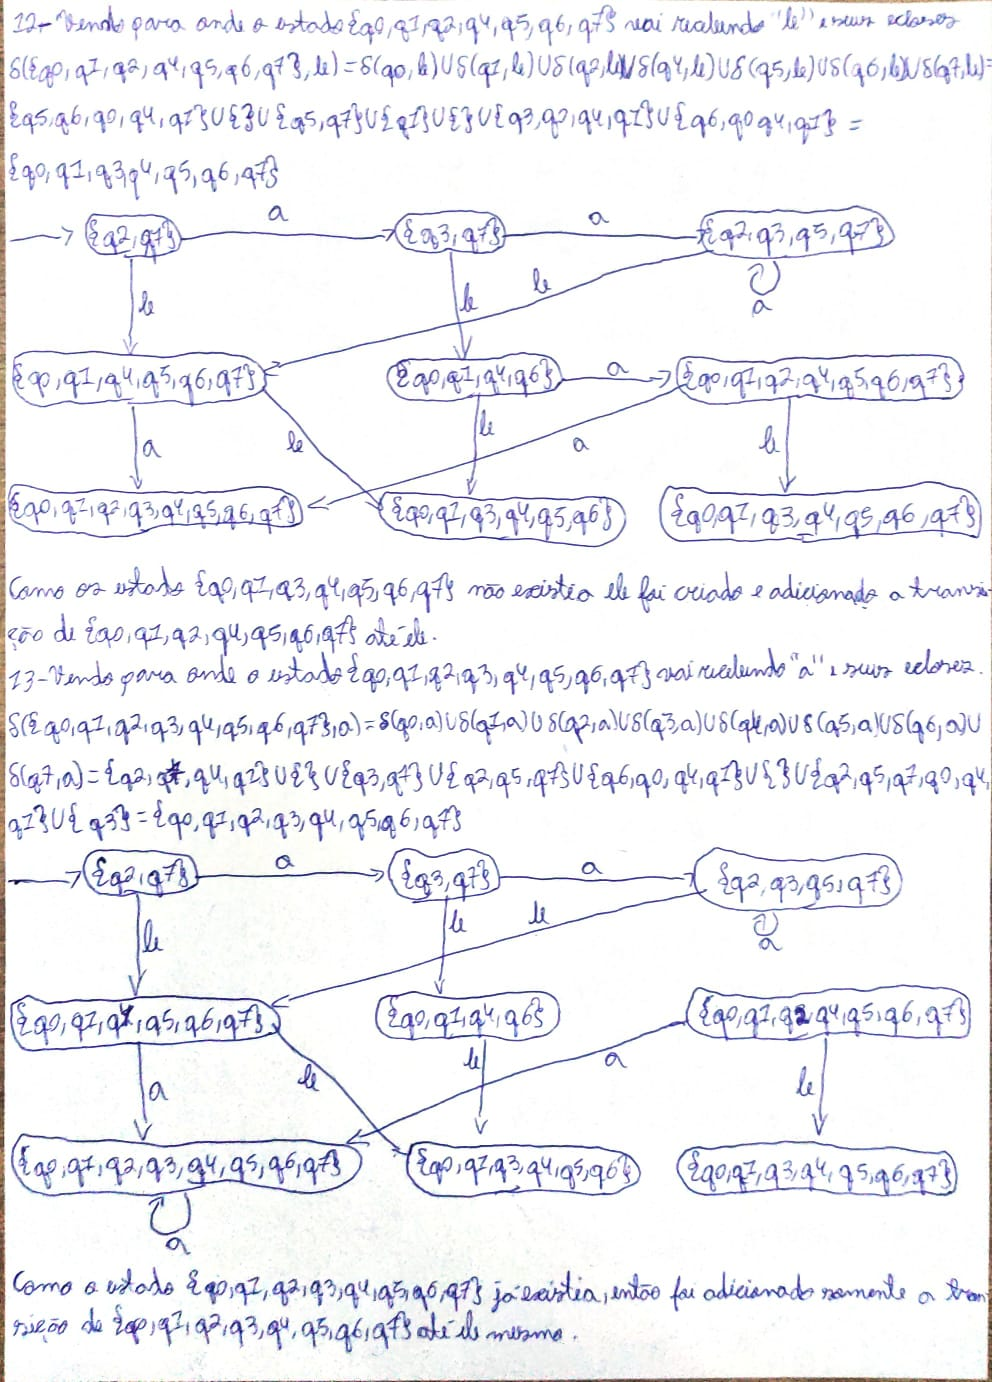 12- Vendo para onde o estado {q0, q1, q2, q4, q5, q6, q7} vai recebendo "b" e seus ecloses
δ({q0, q1, q2, q4, q5, q6, q7}, b) = δ(q0, b) U δ(q1, b) U δ(q2, b) U δ(q4, b) U δ(q5, b) U δ(q6, b) U δ(q7, b) =
{q5, q6, q0, q4, q1} U { } U {q5, q7} U {q1} U { } U {q3, q0, q4, q1} U {q6, q0 q4, q1} =
{q0, q1, q3, q4, q5, q6, q7}
{q2, q7} a {q3, q7} a {q2, q3, q5, q7}
b b b a
{q0, q1, q4, q5, q6, q7} {q0, q1, q4, q6} a {q0, q1, q2, q4, q5, q6, q7}
a b b a b
{q0, q1, q2, q3, q4, q5, q6, q7} {q0, q1, q3, q4, q5, q6} {q0, q1, q3, q4, q5, q6, q7}
Como os estado {q0, q1, q3, q4, q5, q6, q7} não existia ele foi criado e adicionado a transi-
ção de {q0, q1, q2, q4, q5, q6, q7} até ele.
13- Vendo para onde o estado {q0, q1, q2, q3, q4, q5, q6, q7} vai recebendo "a" e seus eclosez.
δ({q0, q1, q2, q3, q4, q5, q6, q7}, a) = δ(q0, a) U δ(q1, a) U δ(q2, a) U δ(q3, a) U δ(q4, a) U δ(q5, a) U δ(q6, a) U
δ(q7, a) = {q2, q4, q1} U { } U {q3, q7} U {q2, q5, q7} U {q6, q0, q4, q1} U { } U {q2, q5, q7, q0, q4,
q1} U {q3} = {q0, q1, q2, q3, q4, q5, q6, q7}
{q2, q7} a {q3, q7} a {q2, q3, q5, q7}
b b b a
{q0, q1, q4, q5, q6, q7} {q0, q1, q4, q6} {q0, q1, q2 q4, q5, q6, q7}
a b b a b
{q0, q1, q2, q3, q4, q5, q6, q7} {q0, q1, q3, q4, q5, q6} {q0, q1, q3, q4, q5, q6, q7}
a
Como o estado {q0, q1, q2, q3, q4, q5, q6, q7} já existia, então foi adicionado somente a tran
sição de {q0, q1, q2, q3, q4, q5, q6, q7} até ele mesmo.